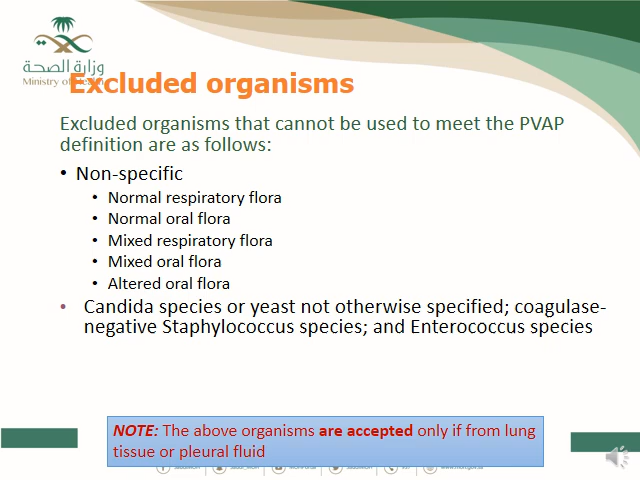 وزارة الصحة
Ministry of
Excluded organisms
Excluded organisms that cannot be used to meet the PVAP
definition are as follows:
• Non-specific
• Normal respiratory flora
• Normal oral flora
• Mixed respiratory flora
• Mixed oral flora
• Altered oral flora
• Candida species or yeast not otherwise specified; coagulase-
negative Staphylococcus species; and Enterococcus species
NOTE: The above organisms are accepted only if from lung
tissue or pleural fluid